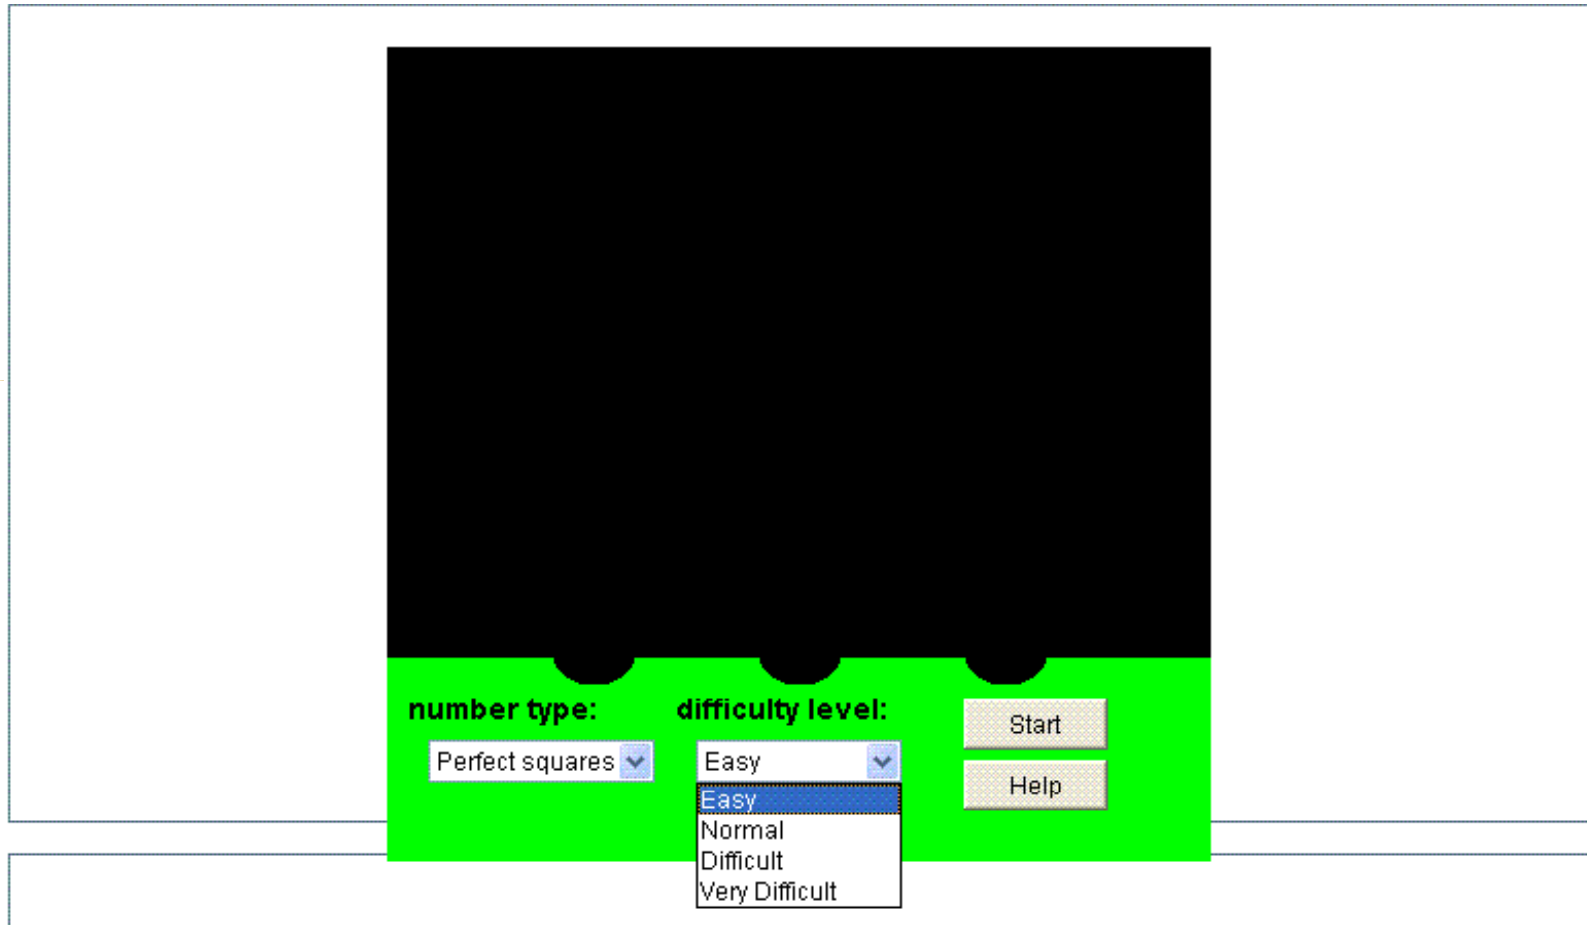 number type:
difficulty level:
Start
Perfect squares
Easy
Help
Easy
Normal
Difficult
Very Difficult